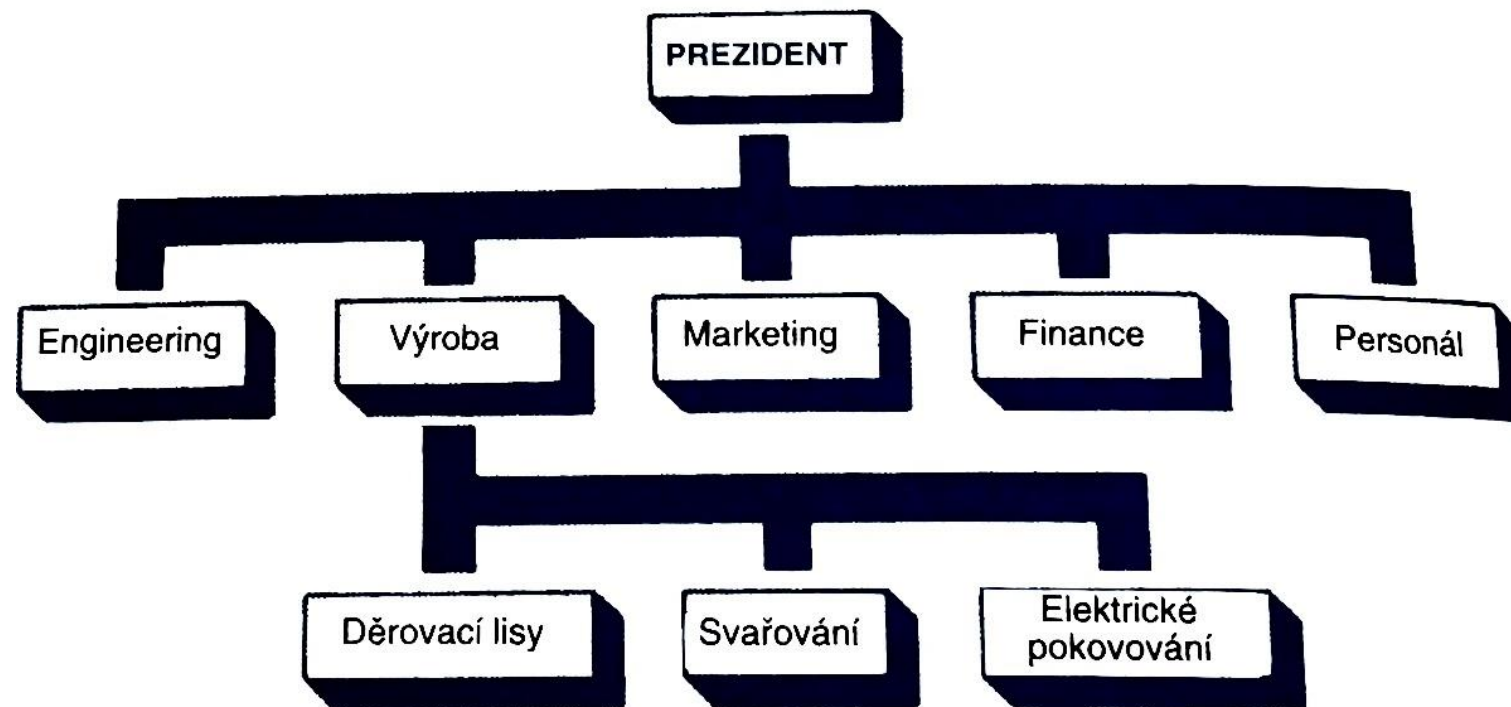 PREZIDENT
Engineering
Výroba
Marketing
Finance
Personál
Děrovací lisy
Svařování
Elektrické
pokovování